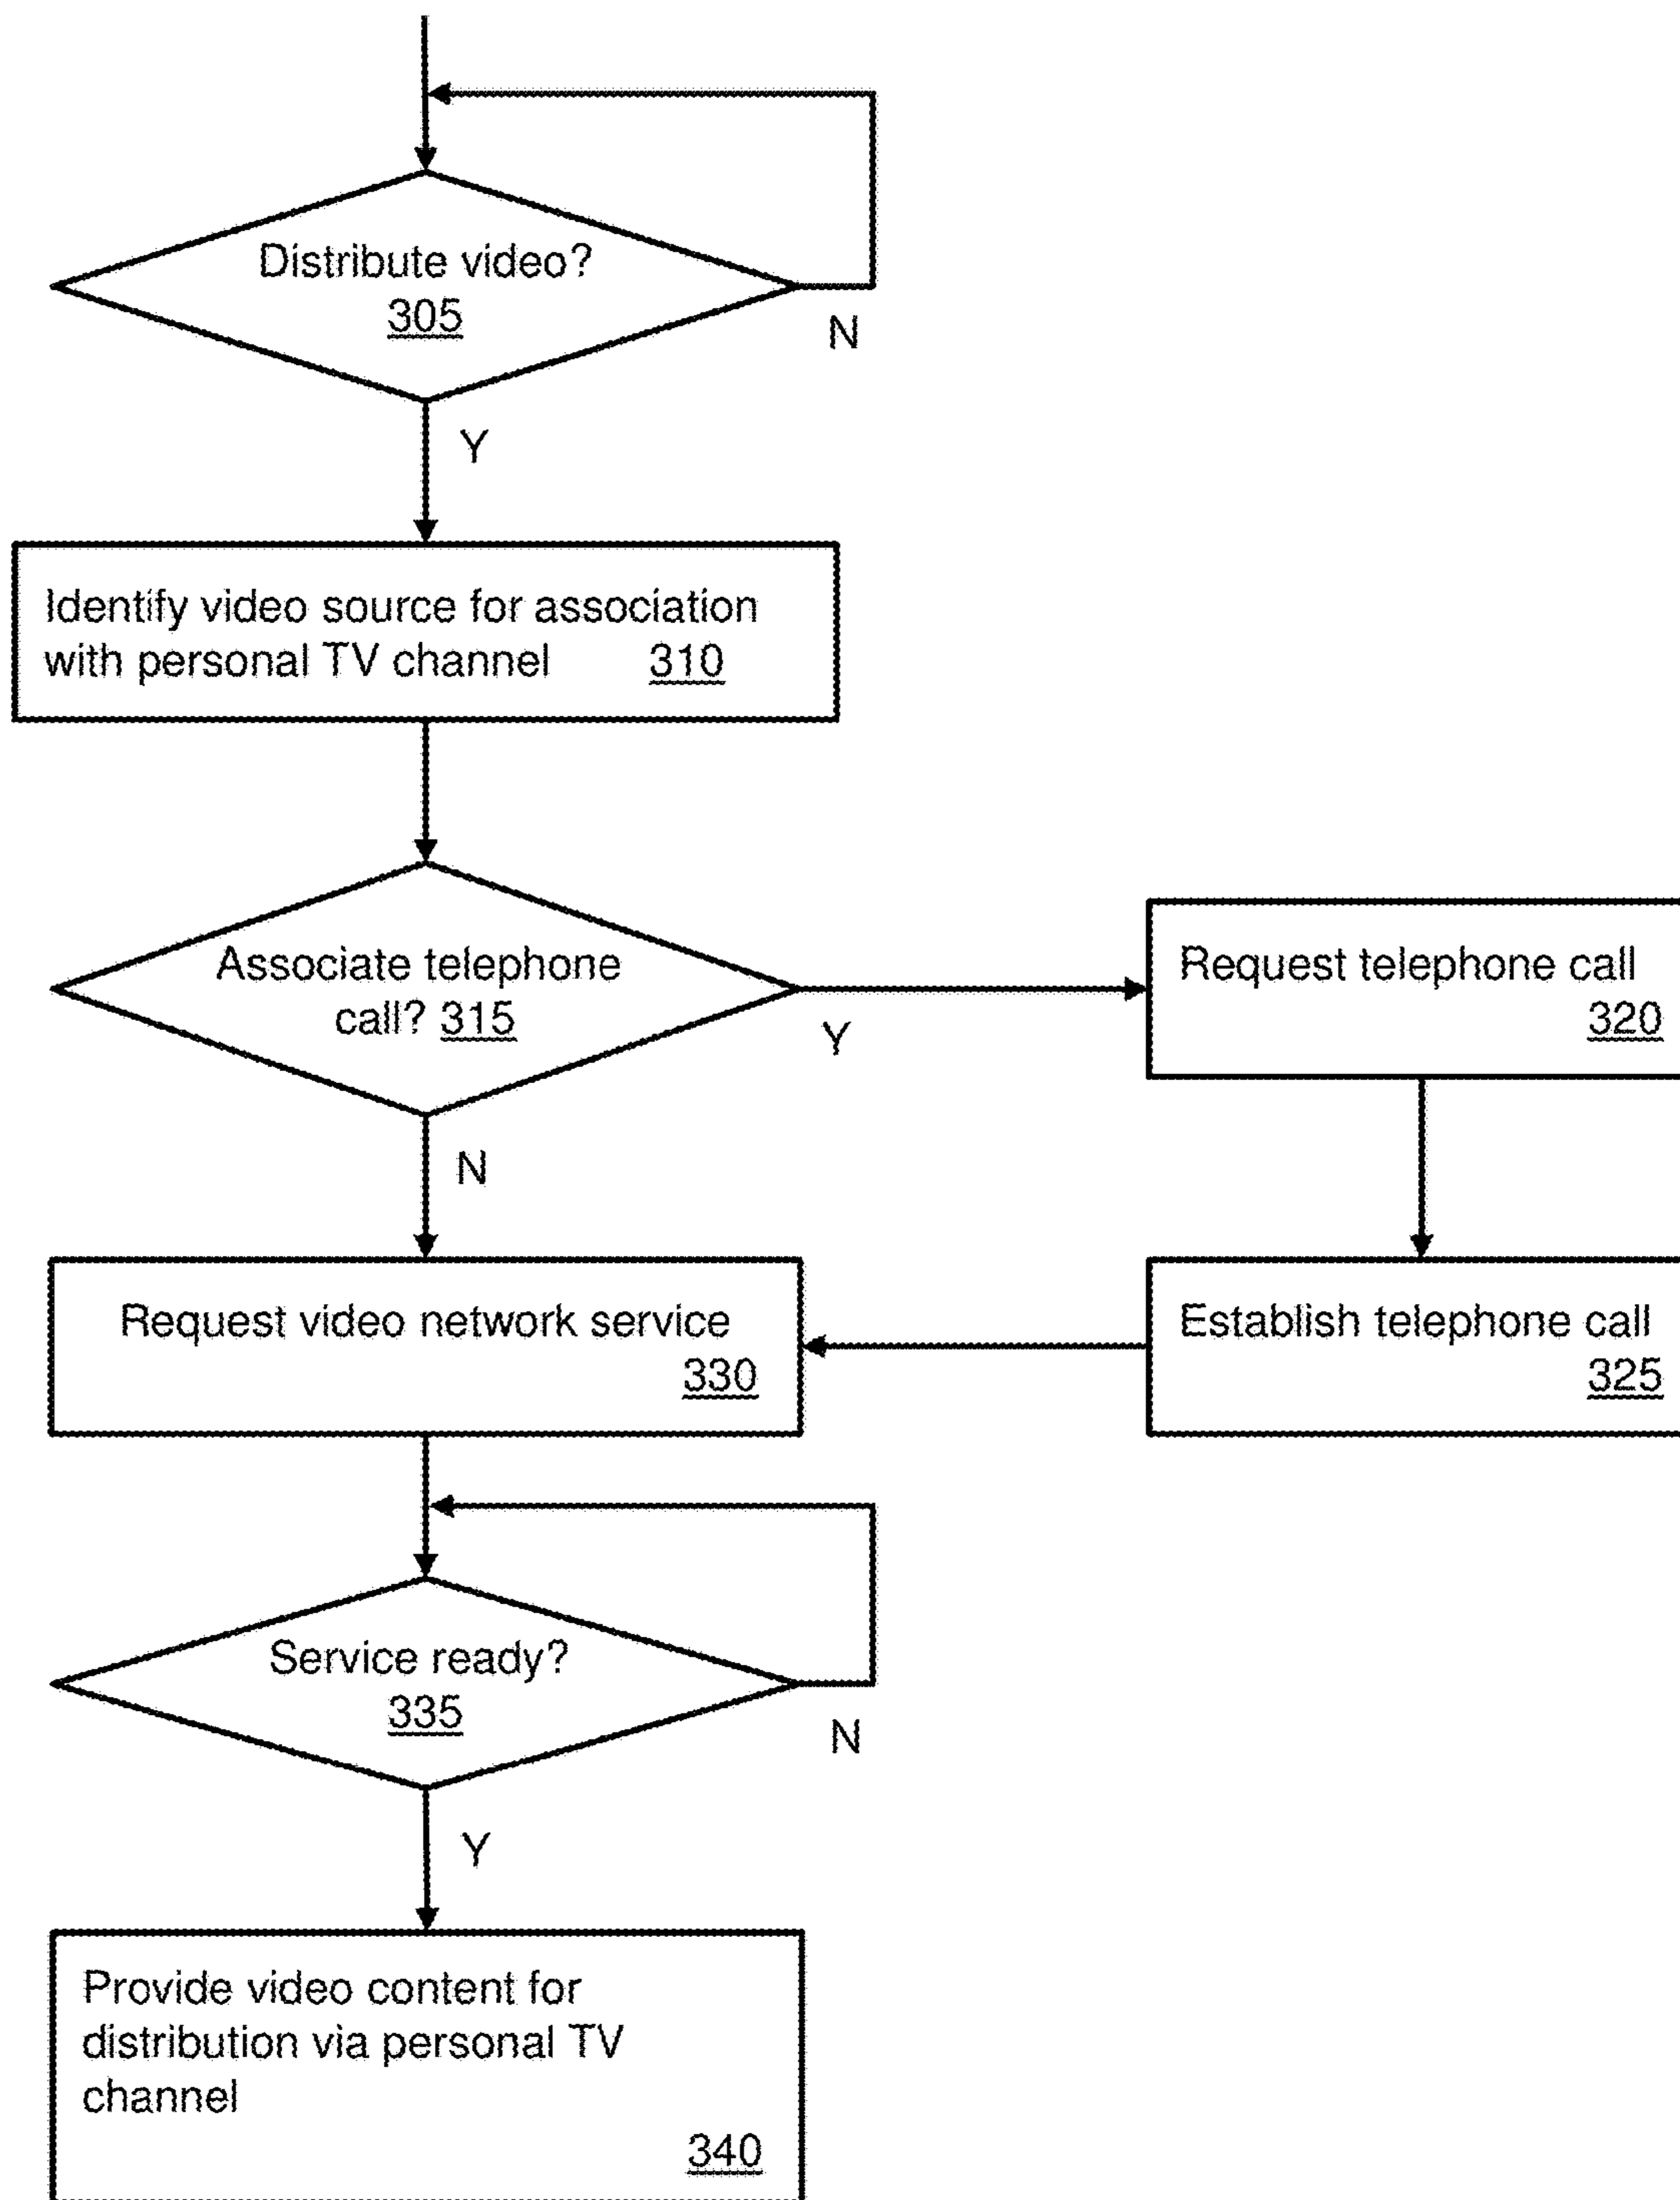 Distribute video?
305
N
Y
Identify video source for association
with personal TV channel 310
Associate telephone
call? 315
Y
Request telephone call
320
N
Request video network service
330
Establish telephone call
325
Service ready?
335
N
Y
Provide video content for
distribution via personal TV
channel
340